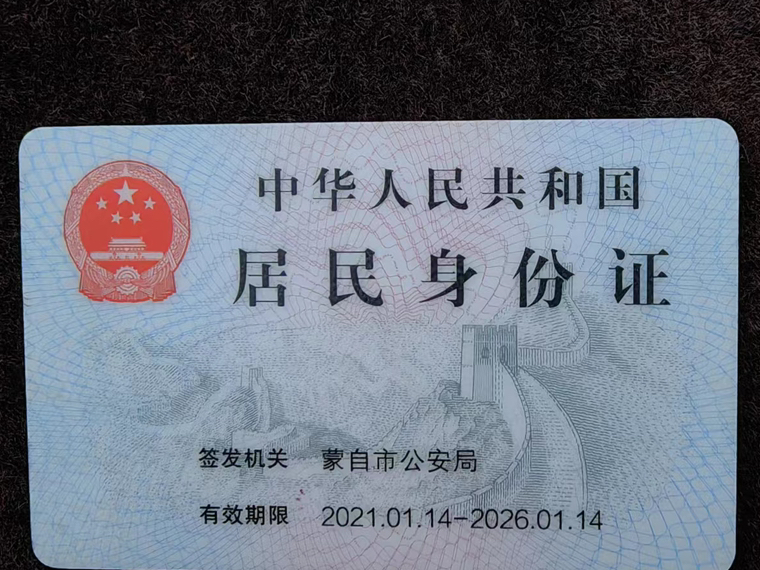 中华人民共和国
居民身份证
签发机关 蒙自市公安局
有效期限 2021.01.14-2026.01.14